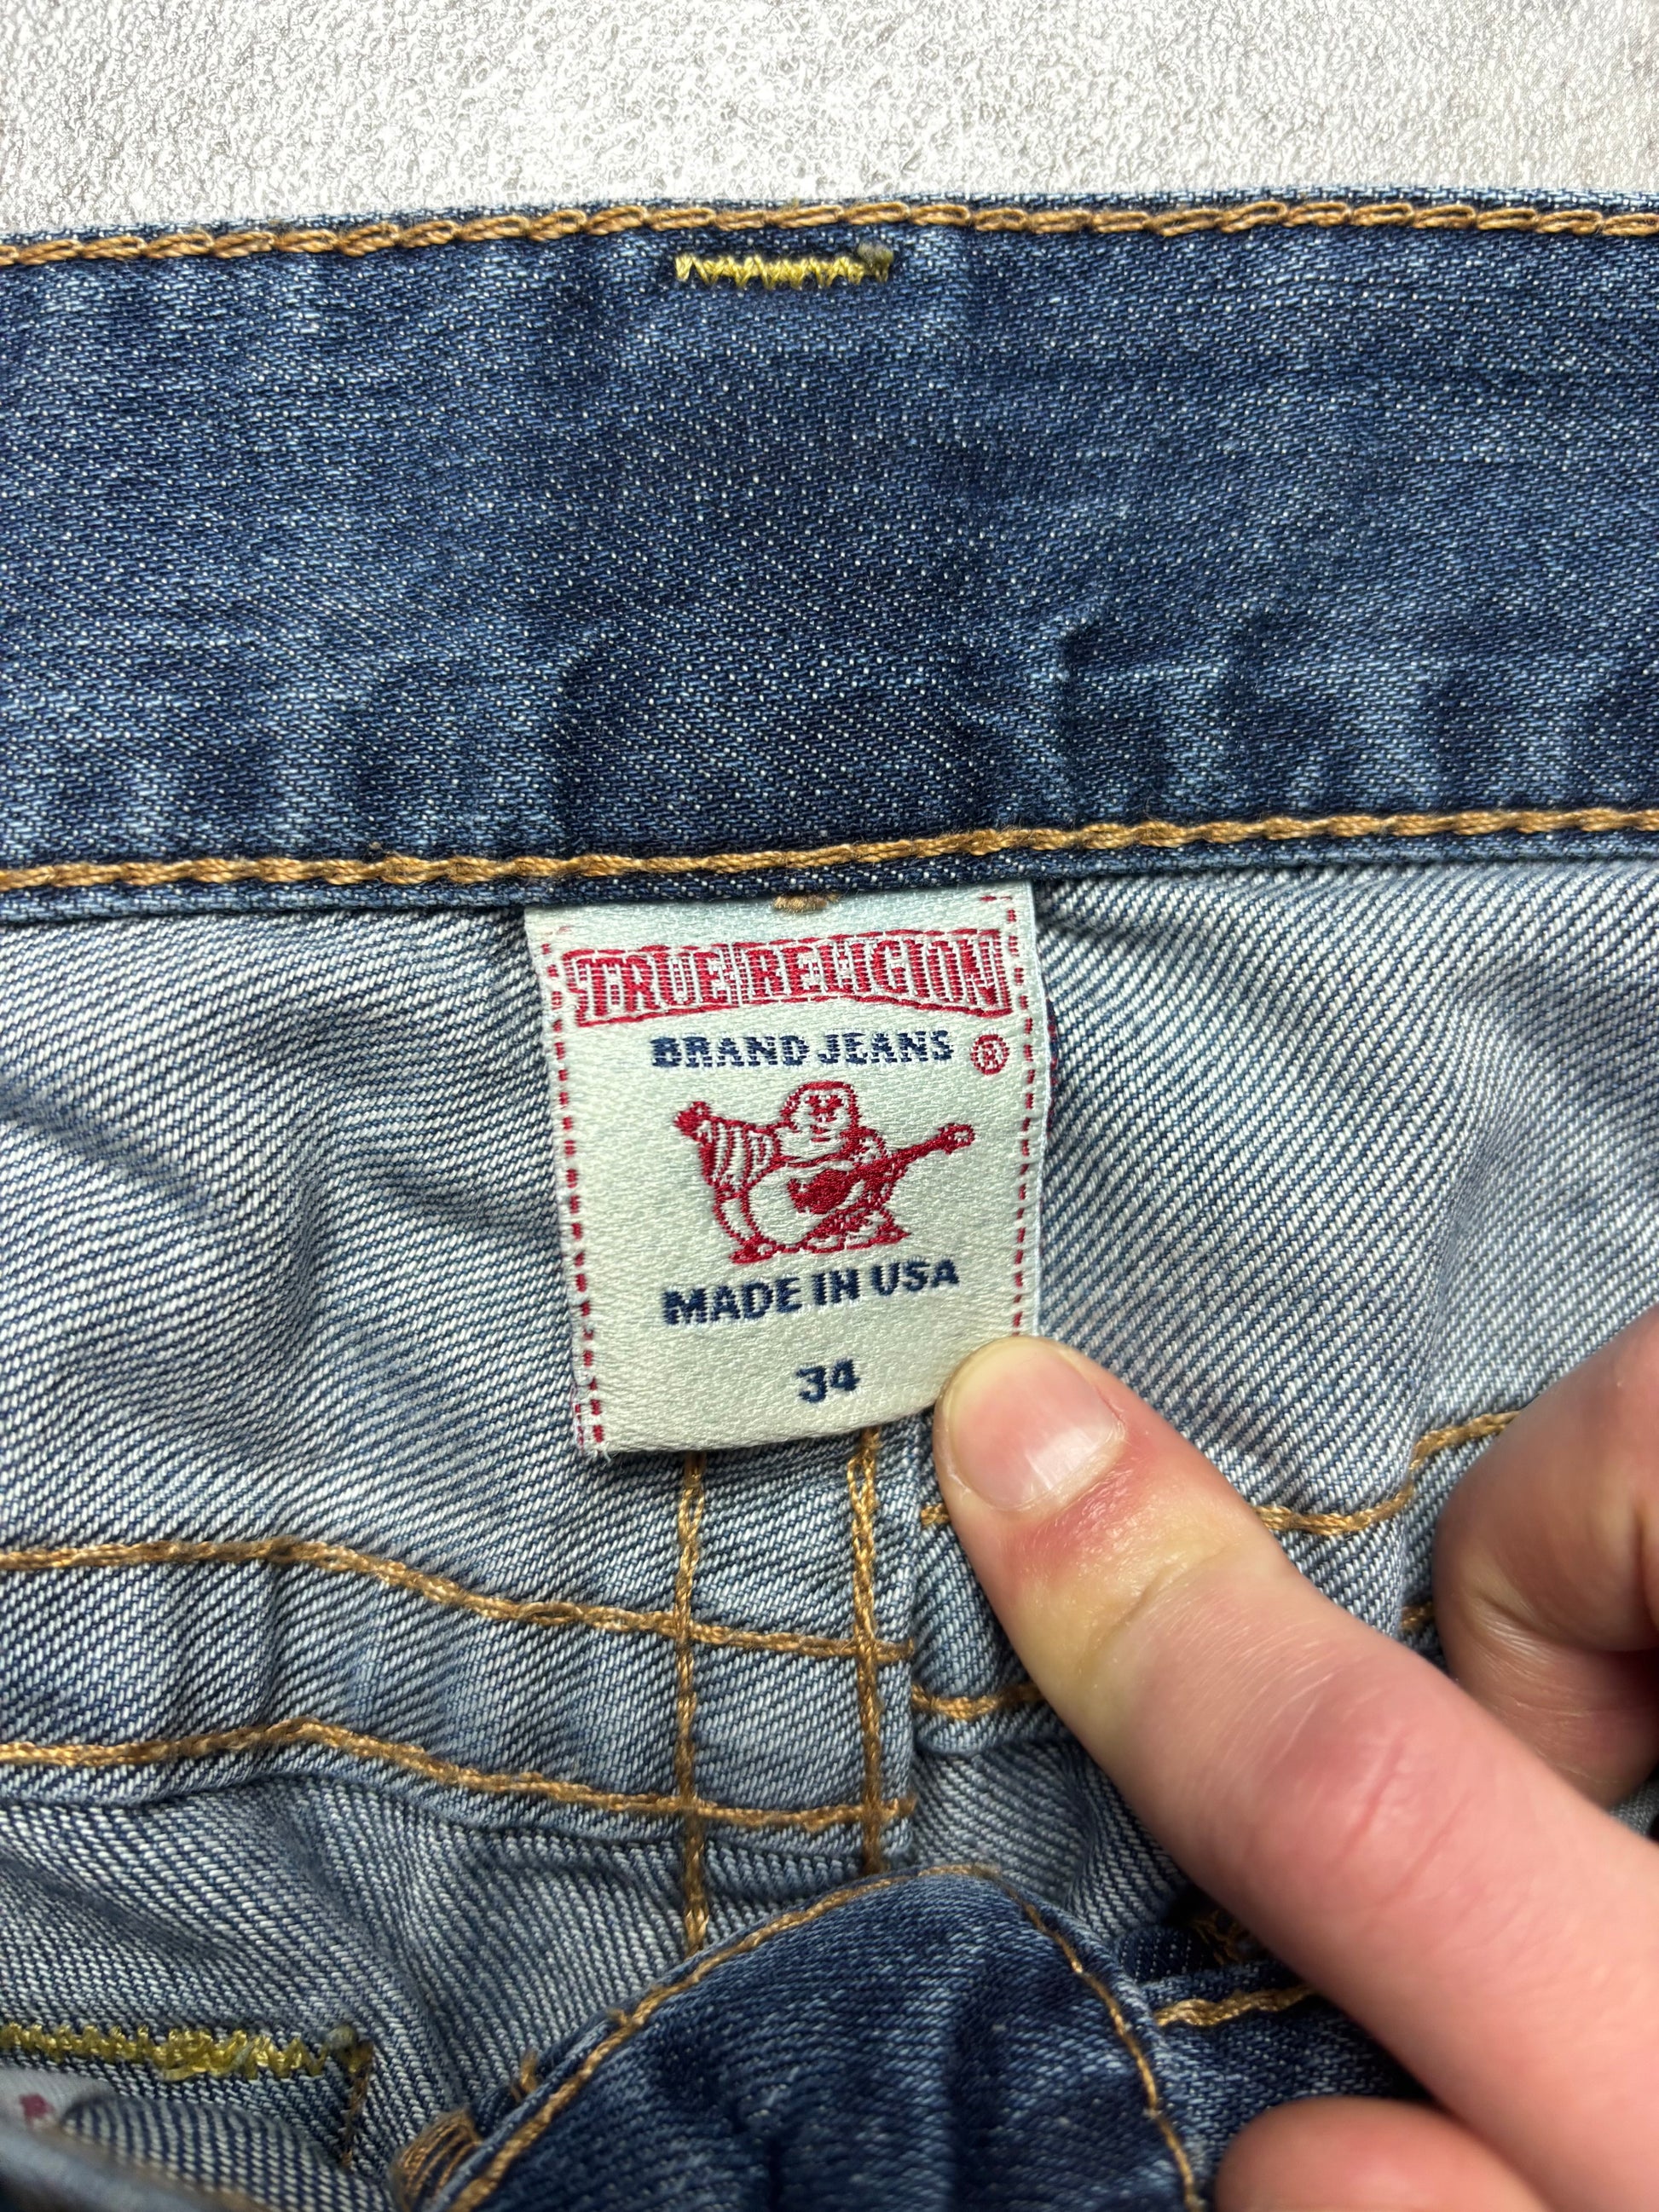 TRUE RELIGION
BRAND JEANS ®
MADE IN USA
34